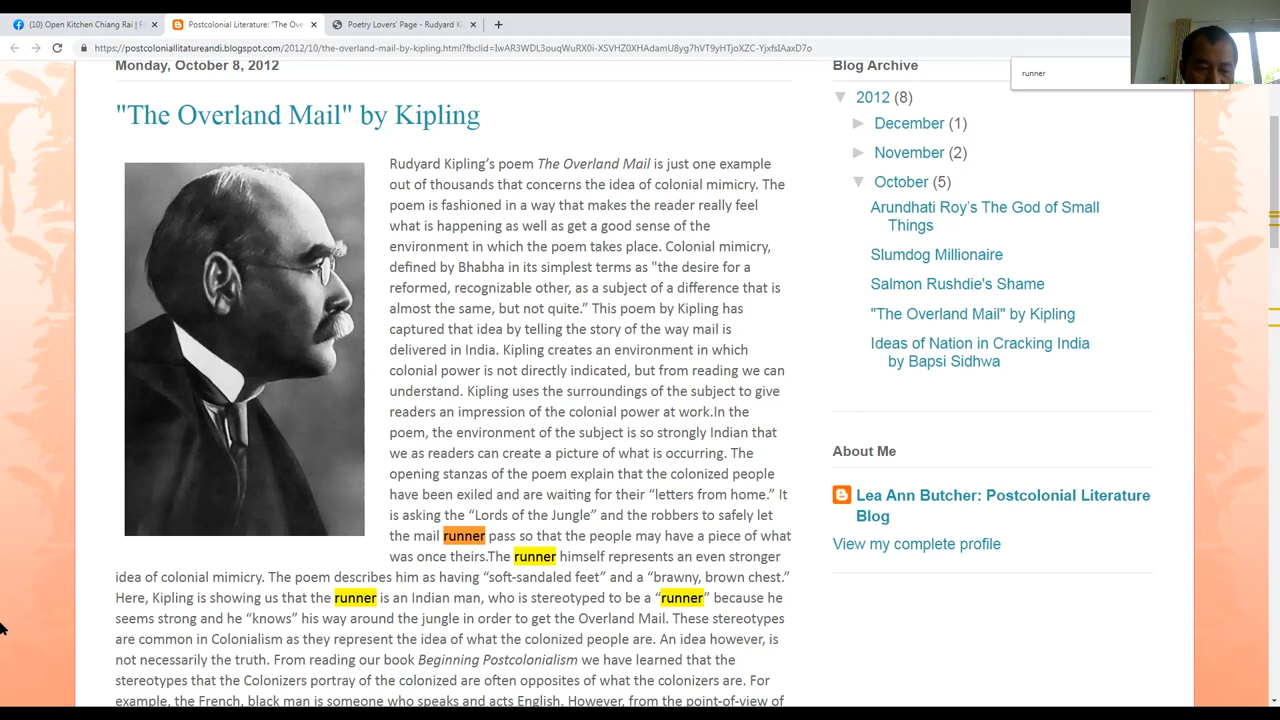 (10) Open Kitchen Chiang Rai | F
Postcolonial Literature: "The Ove
Poetry Lovers' Page - Rudyard K
https://postcoloniallitatureandi.blogspot.com/2012/10/the-overland-mail-by-kipling.html?fbclid=IwAR3WDL3ouqWuRX0i-XSVHZ0XHAdamU8yg7hVT9yHTjoXZC-YjxfsIAaxD7o
runner
Monday, October 8, 2012
"The Overland Mail" by Kipling
Rudyard Kipling's poem The Overland Mail is just one example
out of thousands that concerns the idea of colonial mimicry. The
poem is fashioned in a way that makes the reader really feel
what is happening as well as get a good sense of the
environment in which the poem takes place. Colonial mimicry,
defined by Bhabha in its simplest terms as "the desire for a
reformed, recognizable other, as a subject of a difference that is
almost the same, but not quite.” This poem by Kipling has
captured that idea by telling the story of the way mail is
delivered in India. Kipling creates an environment in which
colonial power is not directly indicated, but from reading we can
understand. Kipling uses the surroundings of the subject to give
readers an impression of the colonial power at work.In the
poem, the environment of the subject is so strongly Indian that
we as readers can create a picture of what is occurring. The
opening stanzas of the poem explain that the colonized people
have been exiled and are waiting for their “letters from home.” It
is asking the “Lords of the Jungle” and the robbers to safely let
the mail runner pass so that the people may have a piece of what
was once theirs.The runner himself represents an even stronger
idea of colonial mimicry. The poem describes him as having “soft-sandaled feet” and a “brawny, brown chest.”
Here, Kipling is showing us that the runner is an Indian man, who is stereotyped to be a “runner” because he
seems strong and he “knows” his way around the jungle in order to get the Overland Mail. These stereotypes
are common in Colonialism as they represent the idea of what the colonized people are. An idea however, is
not necessarily the truth. From reading our book Beginning Postcolonialism we have learned that the
stereotypes that the Colonizers portray of the colonized are often opposites of what the colonizers are. For
example, the French, black man is someone who speaks and acts English. However, from the point-of-view of
Blog Archive
▼ 2012 (8)
► December (1)
► November (2)
▼ October (5)
Arundhati Roy's The God of Small
Things
Slumdog Millionaire
Salmon Rushdie's Shame
"The Overland Mail" by Kipling
Ideas of Nation in Cracking India
by Bapsi Sidhwa
About Me
Lea Ann Butcher: Postcolonial Literature
Blog
View my complete profile